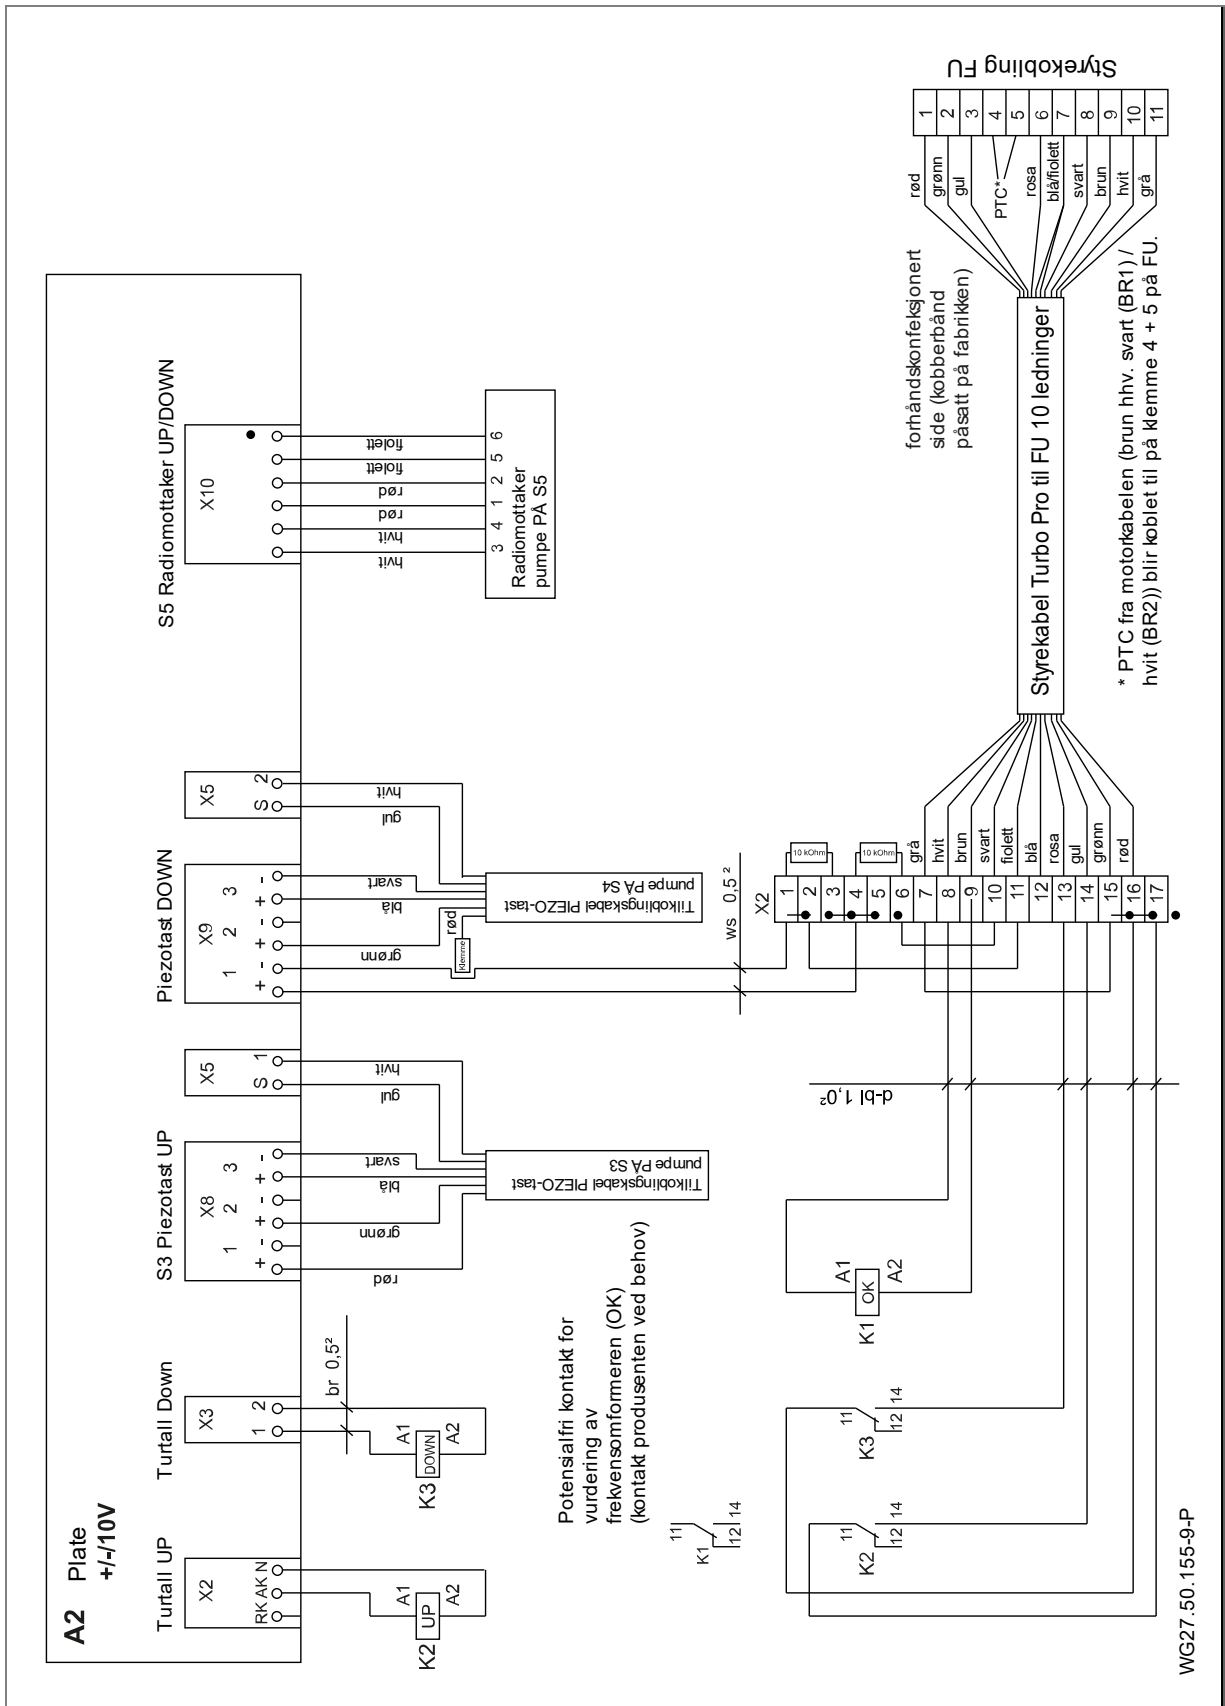 A2 Plate
+/-/10V
Turtall UP
X2
RK AK N
A1
K2 UP
A2
Turtall Down
X3
1 2
br 0,5²
A1
K3 DOWN
A2
S3 Piezotast UP
X8
1 2 3
+ - + - + -
rød
grønn
blå
svart
X5
S 1
gul
hvit
Tilkoblingskabel PIEZO-tast
pumpe PÅ S3
Piezotast DOWN
X9
1 2 3
+ - + - + -
grønn
Klemme
rød
blå
svart
X5
S 2
gul
hvit
Tilkoblingskabel PIEZO-tast
pumpe PÅ S4
S5 Radiomottaker UP/DOWN
X10
hvit
hvit
rød
rød
fiolett
fiolett
3 4 1 2 5 6
Radiomottaker
pumpe PÅ S5
Potensialfri kontakt for
vurdering av
frekvensomformeren (OK)
(kontakt produsenten ved behov)
11
K1
12 14
ws 0,5²
X2
1
2
3
4
5
6
7
8
9
10
11
12
13
14
15
16
17
10 kOhm
10 kOhm
grå
hvit
brun
svart
fiolett
blå
rosa
gul
grønn
rød
d-bl 1,0²
A1
K1 OK
A2
11
K3
12 14
11
K2
12 14
Styrekabel Turbo Pro til FU 10 ledninger
forhåndskonfeksjonert
side (kobberbånd
påsatt på fabrikken)
Styrekobling FU
1
2
3
4
5
6
7
8
9
10
11
rød
grønn
gul
PTC*
rosa
blå/fiolett
svart
brun
hvit
grå
* PTC fra motorkabelen (brun hhv. svart (BR1) /
hvit (BR2)) blir koblet til på klemme 4 + 5 på FU.
WG27.50.155-9-P